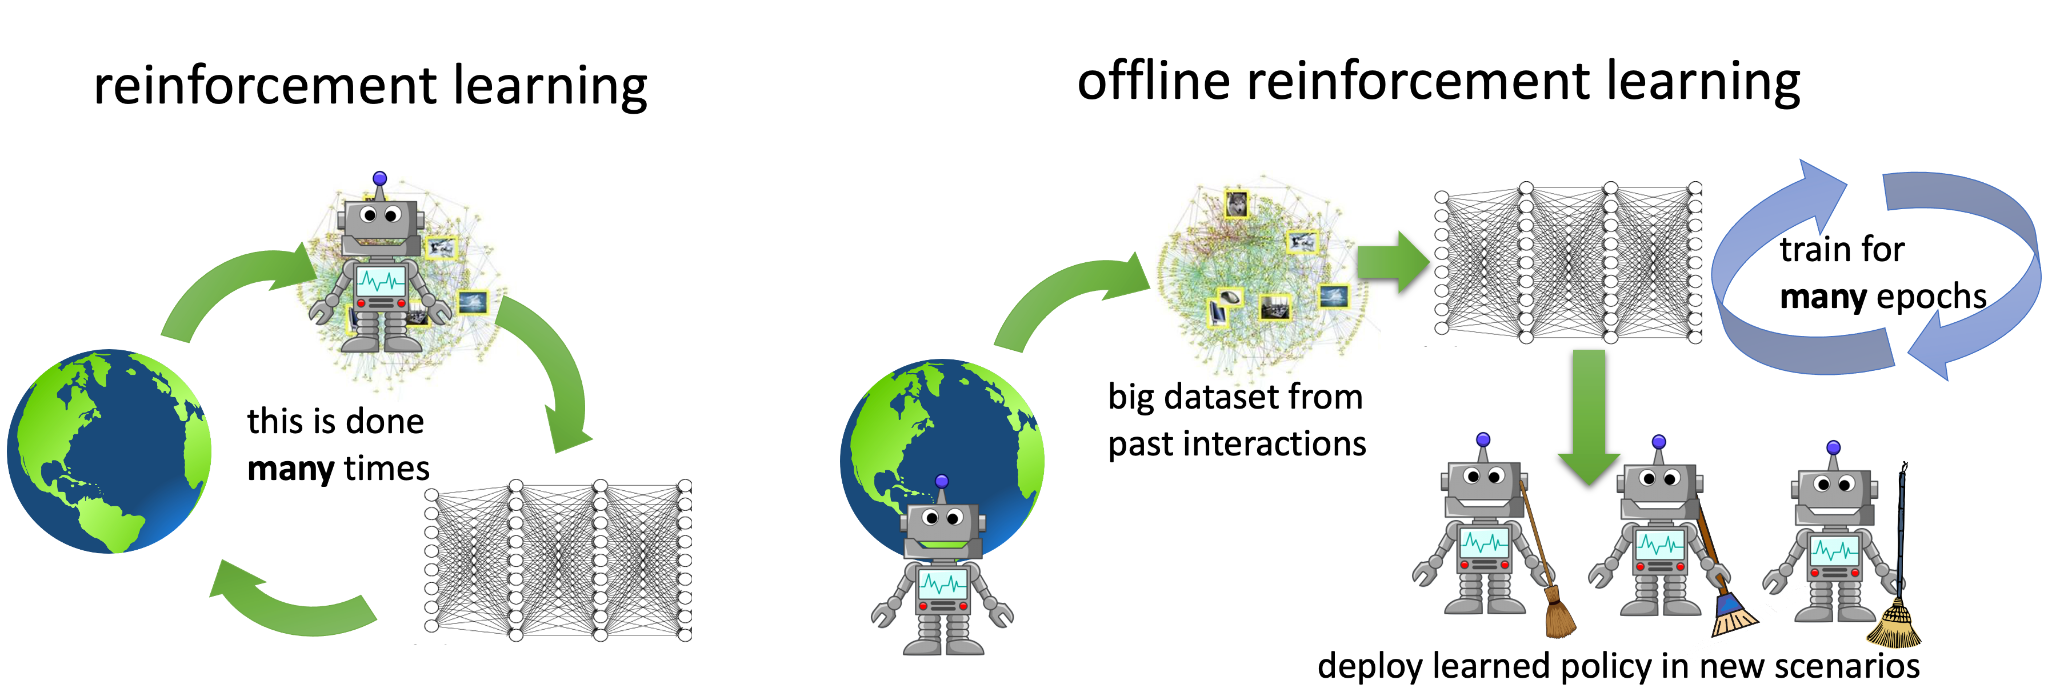 reinforcement learning
this is done
many times
offline reinforcement learning
big dataset from
past interactions
train for
many epochs
deploy learned policy in new scenarios